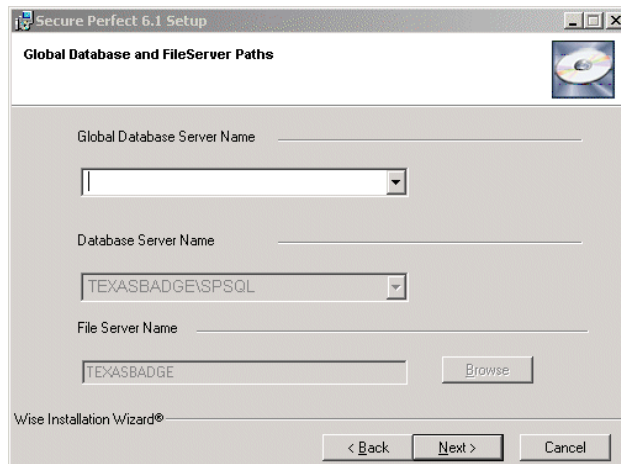 Secure Perfect 6.1 Setup
Global Database and FileServer Paths
Global Database Server Name
Database Server Name
TEXASBADGE\SPSQL
File Server Name
TEXASBADGE
Browse
Wise Installation Wizard®
< Back
Next >
Cancel